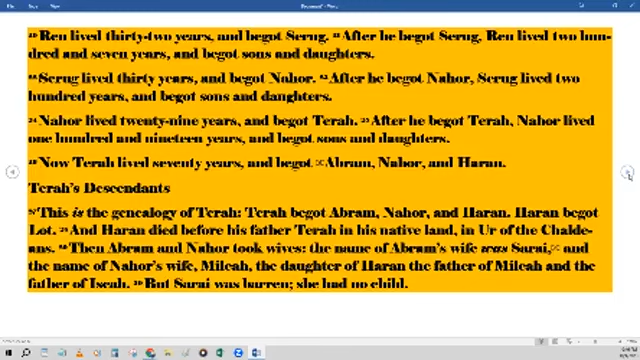 Reu lived thirty-two years, and begot Serug. After he begot Serug, Reu lived two hun-
dred and seven years, and begot sons and daughters.
Serug lived thirty years, and begot Nahor. After he begot Nahor, Serug lived two
hundred years, and begot sons and daughters.
24 Nahor lived twenty-nine years, and begot Terah. 25 After he begot Terah, Nahor lived
one hundred and nineteen years, and begot sons and daughters.
Now Terah lived seventy years, and begot Abram, Nahor, and Haran.
Terah's Descendants
This is the genealogy of Terah: Terah begot Abram, Nahor, and Haran. Haran begot
Lot. And Haran died before his father Terah in his native land, in Ur of the Chalde-
ans. Then Abram and Nahor took wives: the name of Abram's wife was Sarai, and
the name of Nahor's wife, Milcah, the daughter of Haran the father of Milcah and the
father of Iscah. But Sarai was barren; she had no child.